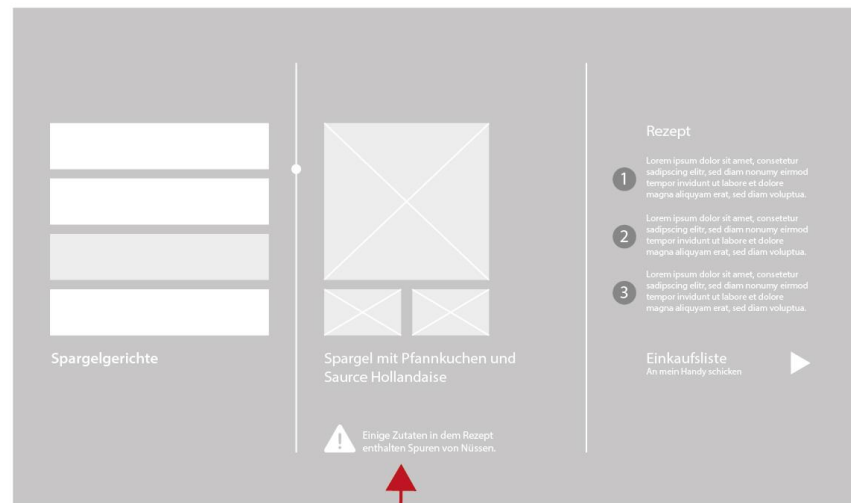 Spargelgerichte
Spargel mit Pfannkuchen und
Saurce Hollandaise
Einige Zutaten in dem Rezept
enthalten Spuren von Nüssen.
Rezept
1
Lorem ipsum dolor sit amet, consetetur
sadipscing elitr, sed diam nonumy eirmod
tempor invidunt ut labore et dolore
magna aliquyam erat, sed diam voluptua.
2
Lorem ipsum dolor sit amet, consetetur
sadipscing elitr, sed diam nonumy eirmod
tempor invidunt ut labore et dolore
magna aliquyam erat, sed diam voluptua.
3
Lorem ipsum dolor sit amet, consetetur
sadipscing elitr, sed diam nonumy eirmod
tempor invidunt ut labore et dolore
magna aliquyam erat, sed diam voluptua.
Einkaufsliste
An mein Handy schicken